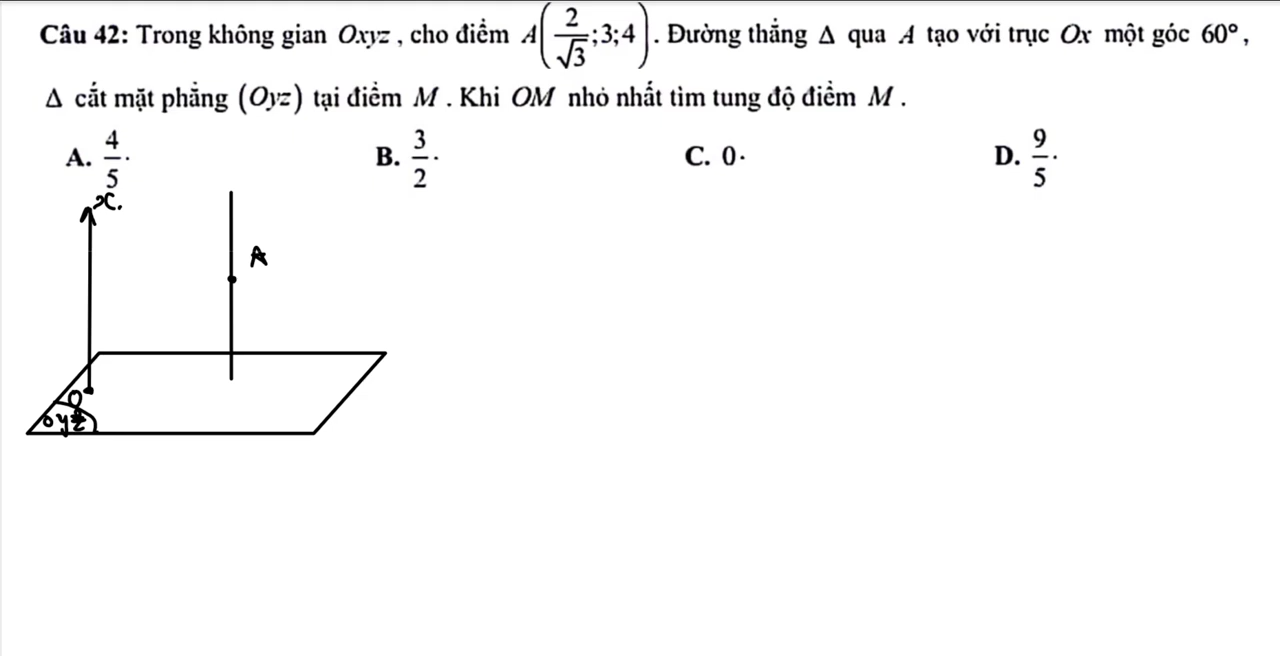 Câu 42: Trong không gian Oxyz, cho điểm A(2/√3;3;4). Đường thẳng Δ qua A tạo với trục Ox một góc 60°,
Δ cắt mặt phẳng (Oyz) tại điểm M. Khi OM nhỏ nhất tìm tung độ điểm M.
A. 4/5. B. 3/2. C. 0. D. 9/5.
x.
A
O
oyz